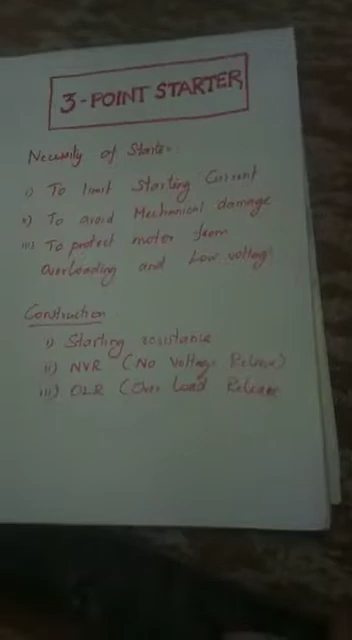 3-POINT STARTER
Necessity of Starter:
i) To limit Starting Current
ii) To avoid Mechanical damage
iii) To protect motor from
Overloading and Low voltage
Construction
i) Starting resistance
ii) NVR (No Voltage Release)
iii) OLR (Over Load Release